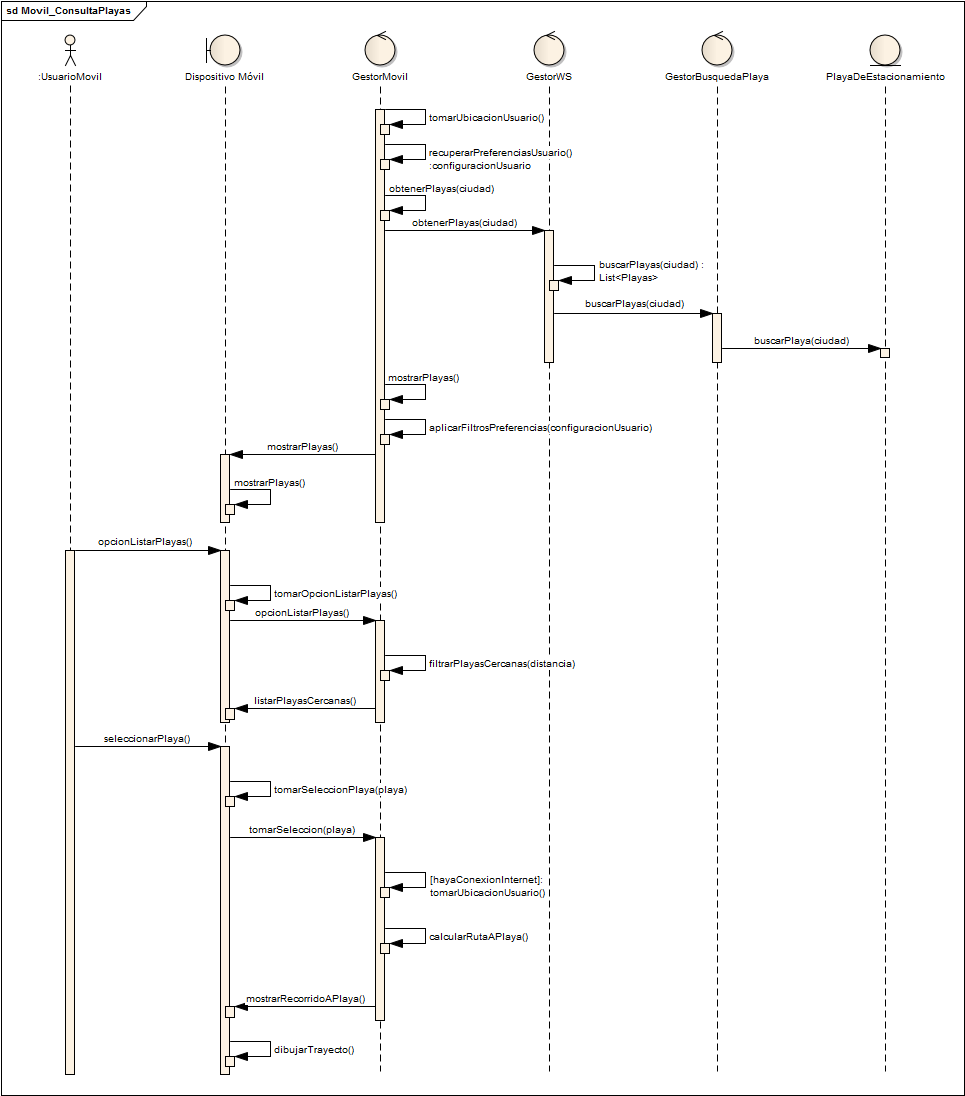 sd Movil_ConsultaPlayas
:UsuarioMovil
Dispositivo Móvil
GestorMovil
GestorWS
GestorBusquedaPlaya
PlayaDeEstacionamiento
tomarUbicacionUsuario()
recuperarPreferenciasUsuario()
:configuracionUsuario
obtenerPlayas(ciudad)
obtenerPlayas(ciudad)
buscarPlayas(ciudad) :
List<Playas>
buscarPlayas(ciudad)
buscarPlaya(ciudad)
mostrarPlayas()
aplicarFiltrosPreferencias(configuracionUsuario)
mostrarPlayas()
mostrarPlayas()
opcionListarPlayas()
tomarOpcionListarPlayas()
opcionListarPlayas()
filtrarPlayasCercanas(distancia)
listarPlayasCercanas()
seleccionarPlaya()
tomarSeleccionPlaya(playa)
tomarSeleccion(playa)
[hayaConexionInternet]:
tomarUbicacionUsuario()
calcularRutaAPlaya()
mostrarRecorridoAPlaya()
dibujarTrayecto()